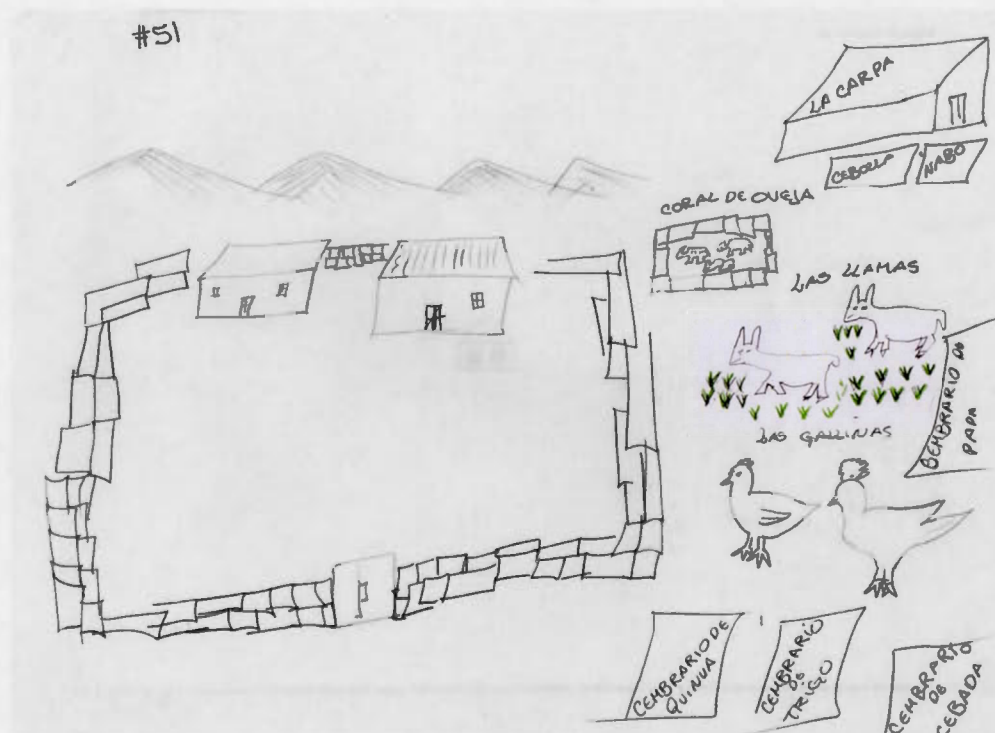 #51
LA CARPA
CEBOLLA
NABO
CORAL DE OVEJA
LAS LLAMAS
CEMBRARIO DE
PAPA
LAS GALLINAS
CEMBRARIO DE
QUINUA
CEMBRARIO
DE
TRIGO
CEMBRARIO
DE
CEBADA